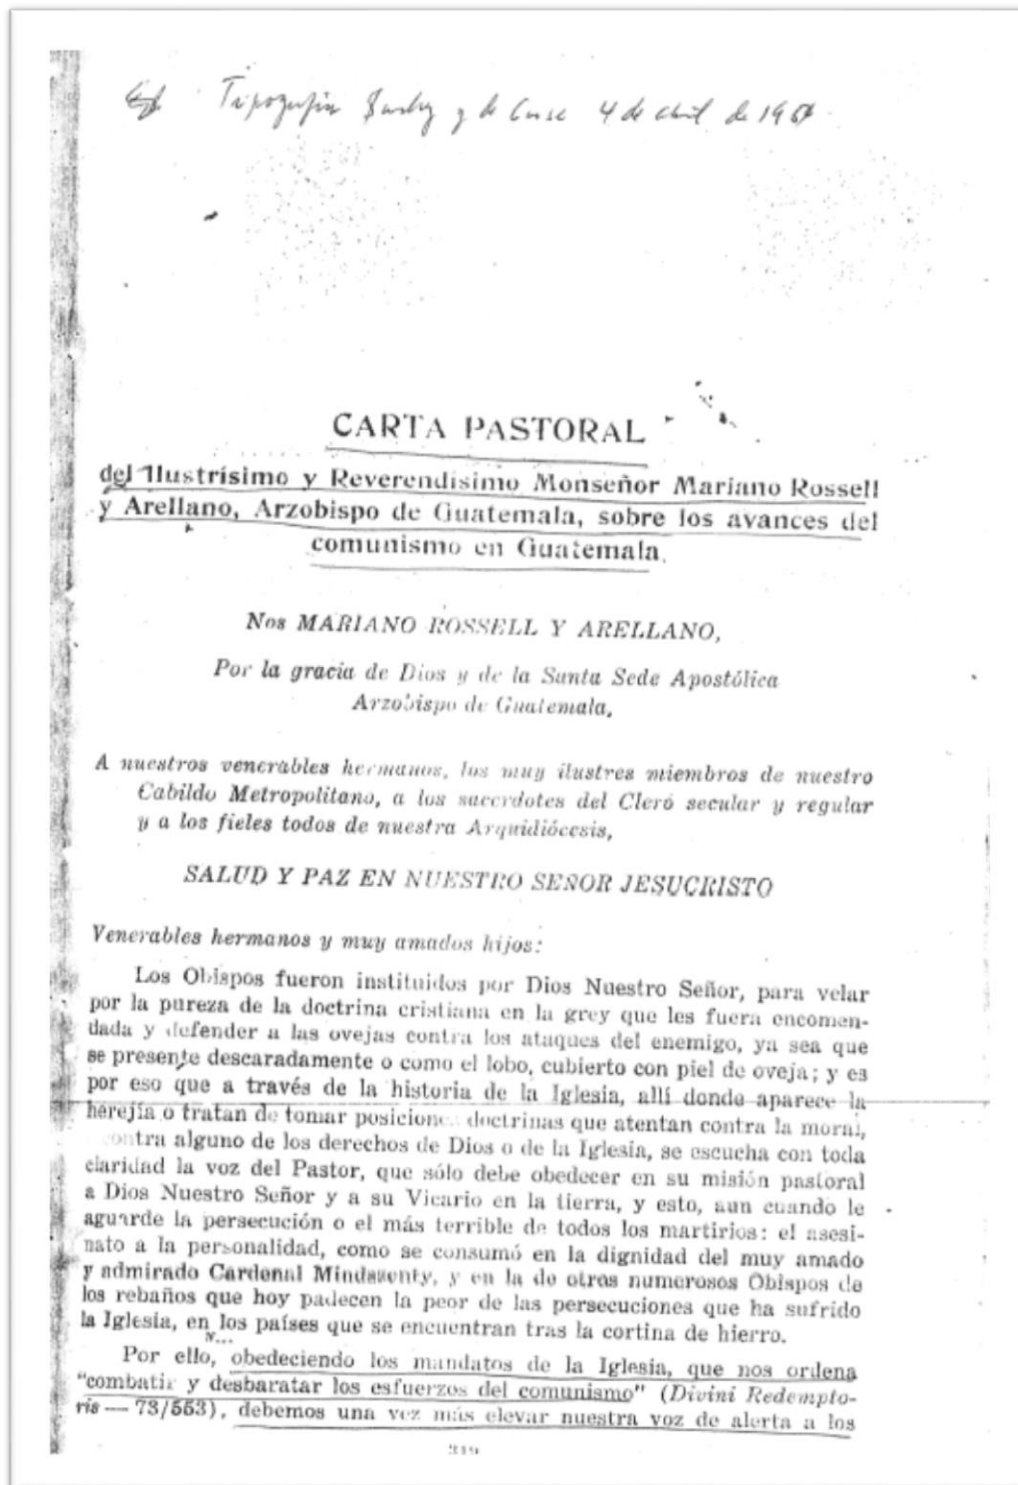 4 de abril de 19
CARTA PASTORAL
del Ilustrísimo y Reverendísimo Monseñor Mariano Rossell
y Arellano, Arzobispo de Guatemala, sobre los avances del
comunismo en Guatemala.
Nos MARIANO ROSSELL Y ARELLANO,
Por la gracia de Dios y de la Santa Sede Apostólica
Arzobispo de Guatemala,
A nuestros venerables hermanos, los muy ilustres miembros de nuestro
Cabildo Metropolitano, a los sacerdotes del Cleró secular y regular
y a los fieles todos de nuestra Arquidiócesis,
SALUD Y PAZ EN NUESTRO SEÑOR JESUCRISTO
Venerables hermanos y muy amados hijos:
Los Obispos fueron instituidos por Dios Nuestro Señor, para velar
por la pureza de la doctrina cristiana en la grey que les fuera encomen-
dada y defender a las ovejas contra los ataques del enemigo, ya sea que
se presente descaradamente o como el lobo, cubierto con piel de oveja; y es
por eso que a través de la historia de la Iglesia, allí donde aparece la
herejía o tratan de tomar posiciones doctrinas que atentan contra la moral,
contra alguno de los derechos de Dios o de la Iglesia, se escucha con toda
claridad la voz del Pastor, que sólo debe obedecer en su misión pastoral
a Dios Nuestro Señor y a su Vicario en la tierra, y esto, aun cuando le
aguarde la persecución o el más terrible de todos los martirios: el asesi-
nato a la personalidad, como se consumó en la dignidad del muy amado
y admirado Cardenal Mindszenty, y en la de otros numerosos Obispos de
los rebaños que hoy padecen la peor de las persecuciones que ha sufrido
la Iglesia, en los países que se encuentran tras la cortina de hierro.
Por ello, obedeciendo los mandatos de la Iglesia, que nos ordena
"combatir y desbaratar los esfuerzos del comunismo" (Divini Redempto-
ris — 73/553), debemos una vez más elevar nuestra voz de alerta a los